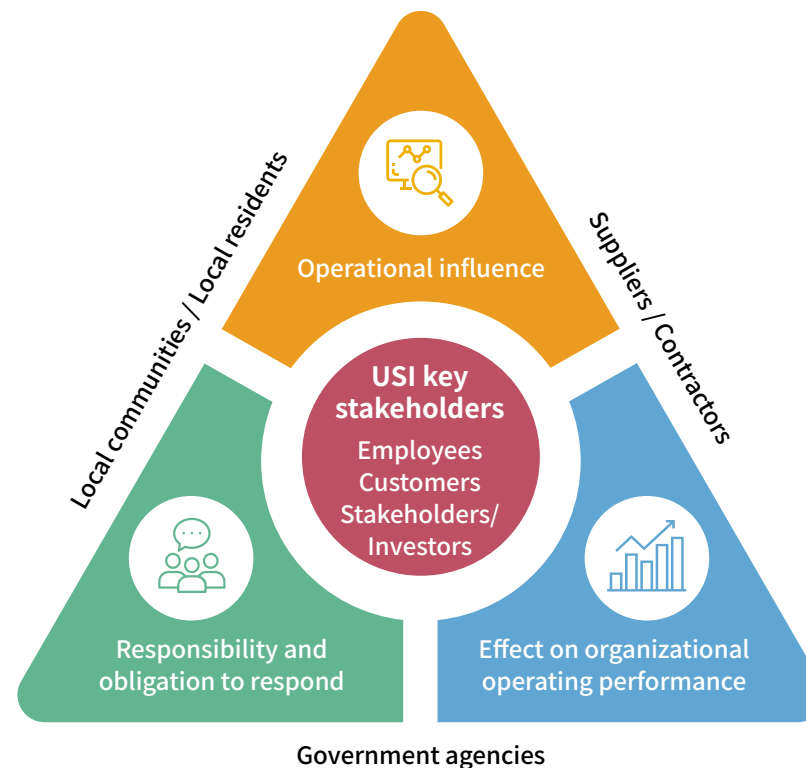 Operational influence
Local communities / Local residents
Suppliers / Contractors
USI key
stakeholders
Employees
Customers
Stakeholders/
Investors
Responsibility and
obligation to respond
Effect on organizational
operating performance
Government agencies